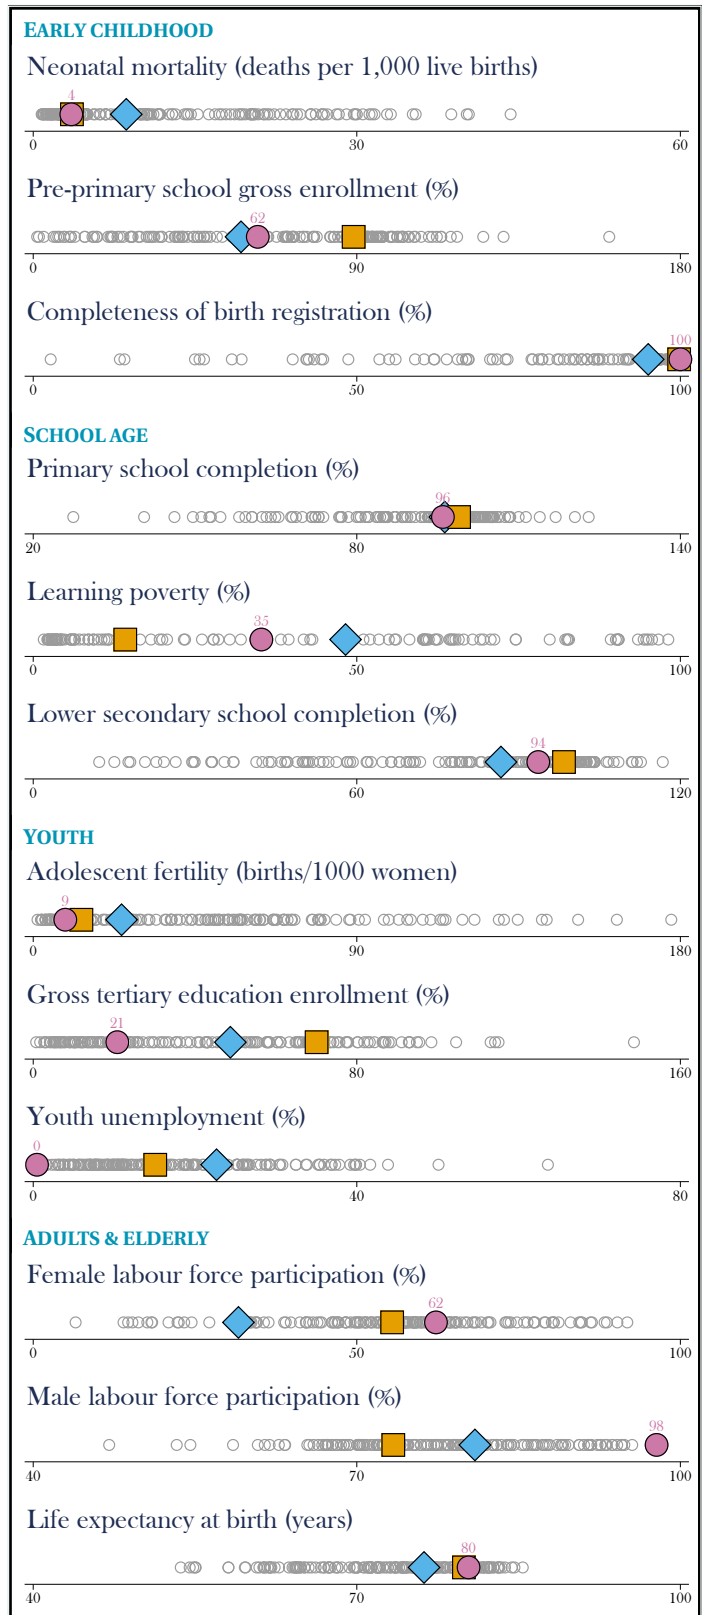 EARLY CHILDHOOD
Neonatal mortality (deaths per 1,000 live births)
4
0 30 60
Pre-primary school gross enrollment (%)
62
0 90 180
Completeness of birth registration (%)
100
0 50 100
SCHOOL AGE
Primary school completion (%)
96
20 80 140
Learning poverty (%)
35
0 50 100
Lower secondary school completion (%)
94
0 60 120
YOUTH
Adolescent fertility (births/1000 women)
9
0 90 180
Gross tertiary education enrollment (%)
21
0 80 160
Youth unemployment (%)
0
0 40 80
ADULTS & ELDERLY
Female labour force participation (%)
62
0 50 100
Male labour force participation (%)
98
40 70 100
Life expectancy at birth (years)
80
40 70 100